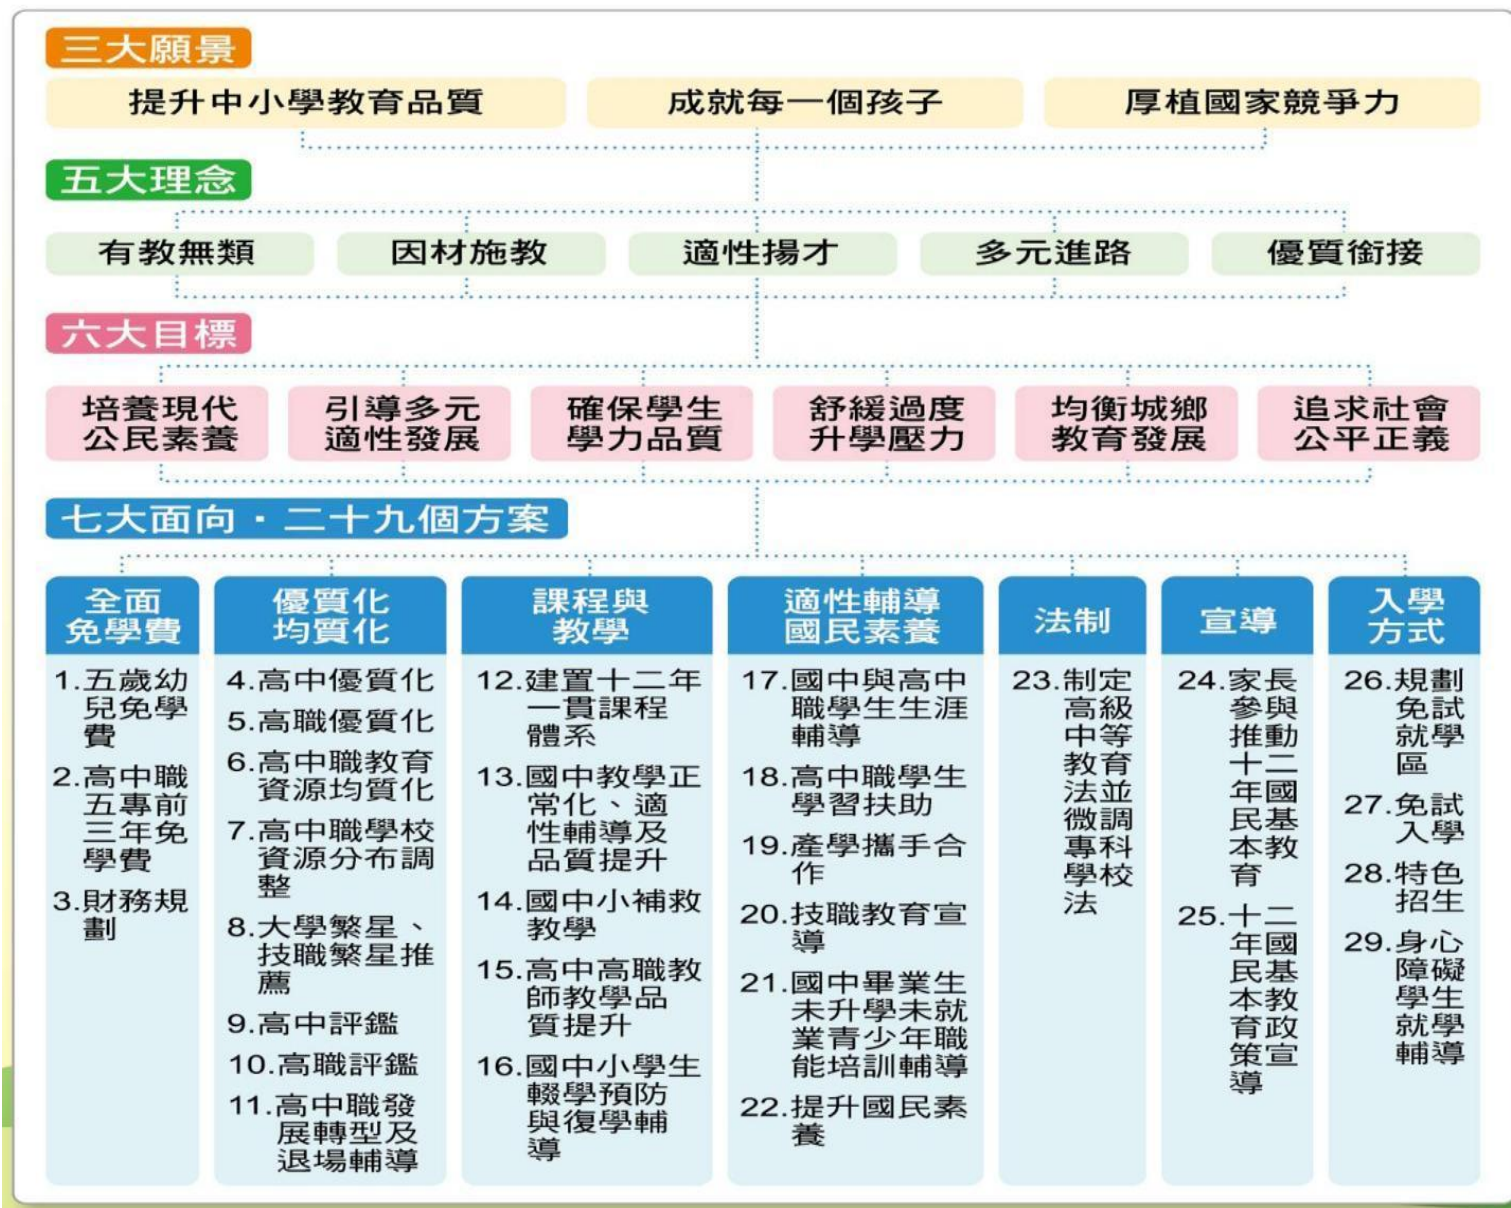 三大願景
提升中小學教育品質
成就每一個孩子
厚植國家競爭力
五大理念
有教無類
因材施教
適性揚才
多元進路
優質銜接
六大目標
培養現代
公民素養
引導多元
適性發展
確保學生
學力品質
舒緩過度
升學壓力
均衡城鄉
教育發展
追求社會
公平正義
七大面向・二十九個方案
全面
免學費
1.五歲幼
兒免學
費
2.高中職
五專前
三年免
學費
3.財務規
劃
優質化
均質化
4.高中優質化
5.高職優質化
6.高中職教育
資源均質化
7.高中職學校
資源分布調
整
8.大學繁星、
技職繁星推
薦
9.高中評鑑
10.高職評鑑
11.高中職發
展轉型及
退場輔導
課程與
教學
12.建置十二年
一貫課程
體系
13.國中教學正
常化、適
性輔導及
品質提升
14.國中小補救
教學
15.高中高職教
師教學品
質提升
16.國中小學生
輟學預防
與復學輔
導
適性輔導
國民素養
17.國中與高中
職學生生涯
輔導
18.高中職學生
學習扶助
19.產學攜手合
作
20.技職教育宣
導
21.國中畢業生
未升學未就
業青少年職
能培訓輔導
22.提升國民素
養
法制
23.制定
高級
中等
教育
法並
微調
專科
學校
法
宣導
24.家長
參與
推動
十二
年國
民基
本教
育
25.十二
年國
民基
本教
育政
策宣
導
入學
方式
26.規劃
免試
就學
區
27.免試
入學
28.特色
招生
29.身心
障礙
學生
就學
輔導